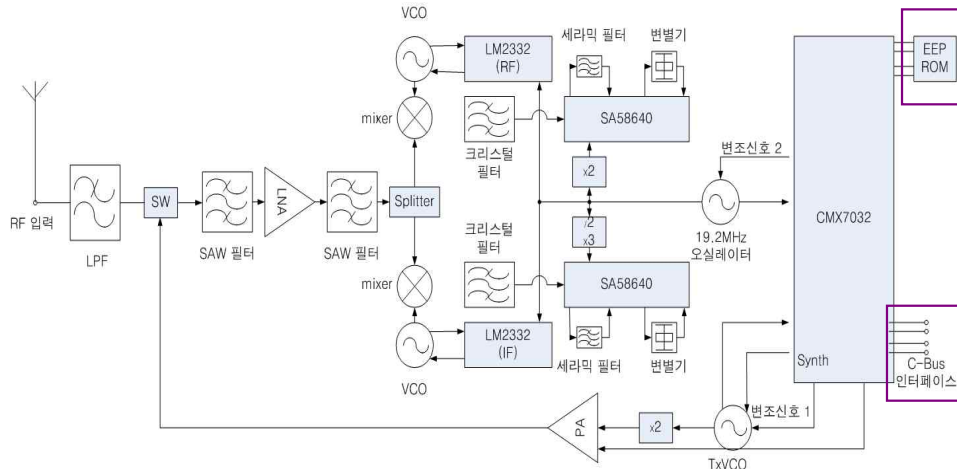 VCO
LM2332
(RF)
mixer
세라믹 필터
변별기
SA58640
크리스털
필터
x2
EEP
ROM
변조신호 2
CMX7032
RF 입력
LPF
SW
SAW 필터
LNA
SAW 필터
Splitter
19.2MHz
오실레이터
/2
x3
크리스털
필터
mixer
SA58640
LM2332
(IF)
VCO
세라믹 필터
변별기
Synth
C-Bus
인터페이스
변조신호 1
PA
x2
TxVCO